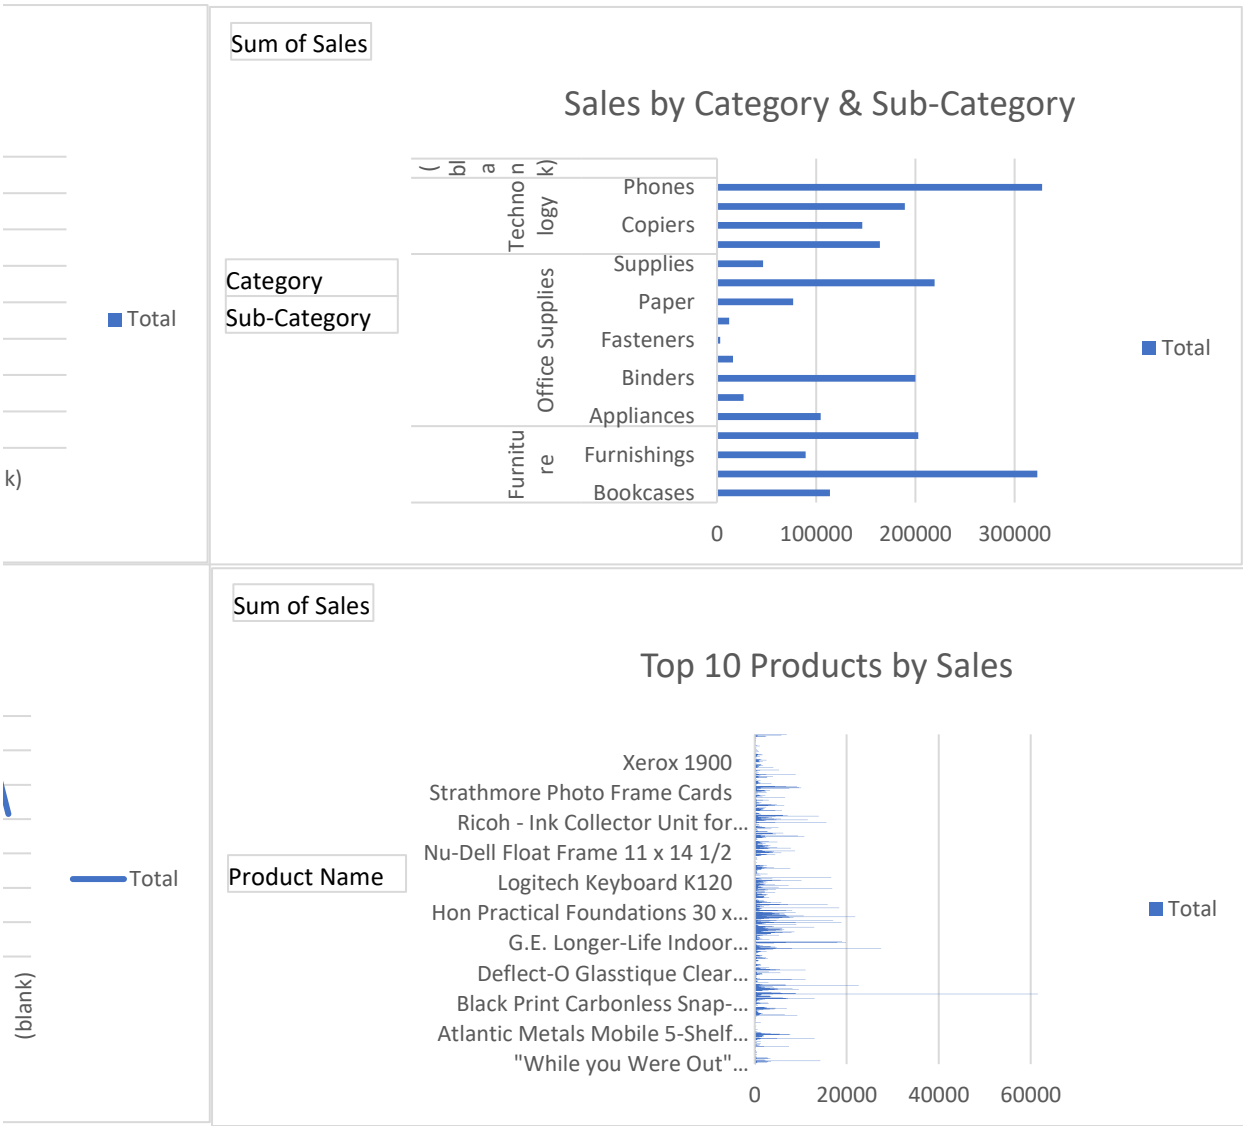 Sum of Sales
Sales by Category & Sub-Category
(blank)
Technology
Office Supplies
Furniture
Phones
Copiers
Supplies
Paper
Fasteners
Binders
Appliances
Furnishings
Bookcases
0 100000 200000 300000
Category
Sub-Category
Total
Total
k)
Sum of Sales
Top 10 Products by Sales
Xerox 1900
Strathmore Photo Frame Cards
Ricoh - Ink Collector Unit for...
Nu-Dell Float Frame 11 x 14 1/2
Logitech Keyboard K120
Hon Practical Foundations 30 x...
G.E. Longer-Life Indoor...
Deflect-O Glasstique Clear...
Black Print Carbonless Snap-...
Atlantic Metals Mobile 5-Shelf...
"While you Were Out"...
0 20000 40000 60000
Product Name
Total
Total
(blank)